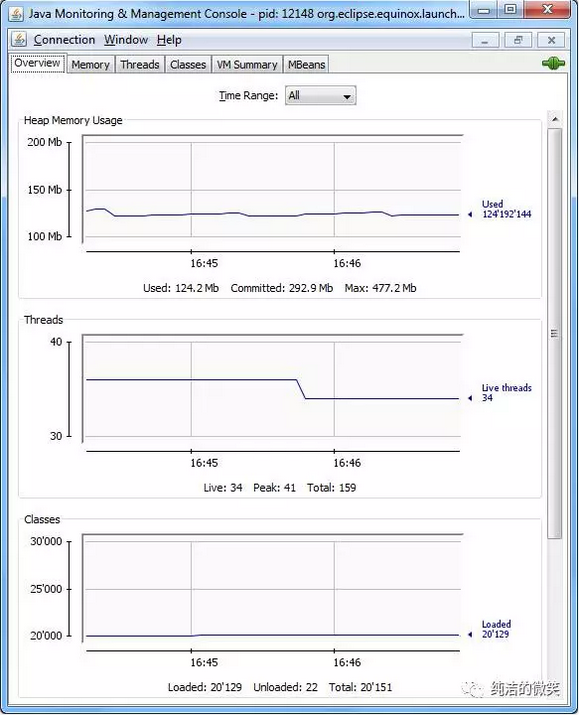 Java Monitoring & Management Console - pid: 12148 org.eclipse.equinox.launch...
Connection Window Help
Overview Memory Threads Classes VM Summary MBeans
Time Range: All
Heap Memory Usage
200 Mb
150 Mb
100 Mb
Used
124'192'144
16:45 16:46
Used: 124.2 Mb Committed: 292.9 Mb Max: 477.2 Mb
Threads
40
30
Live threads
34
16:45 16:46
Live: 34 Peak: 41 Total: 159
Classes
30'000
25'000
20'000
Loaded
20'129
16:45 16:46
Loaded: 20'129 Unloaded: 22 Total: 20'151
纯洁的微笑